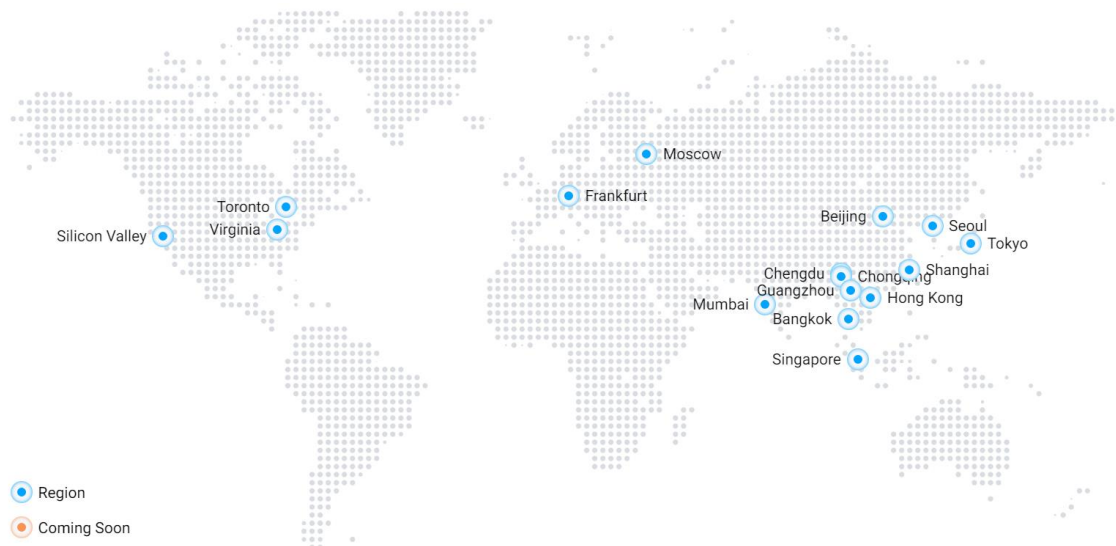 Moscow
Frankfurt
Toronto
Beijing
Virginia
Seoul
Silicon Valley
Tokyo
Shanghai
Chengdu
Chongqing
Guangzhou
Hong Kong
Mumbai
Bangkok
Singapore
Region
Coming Soon